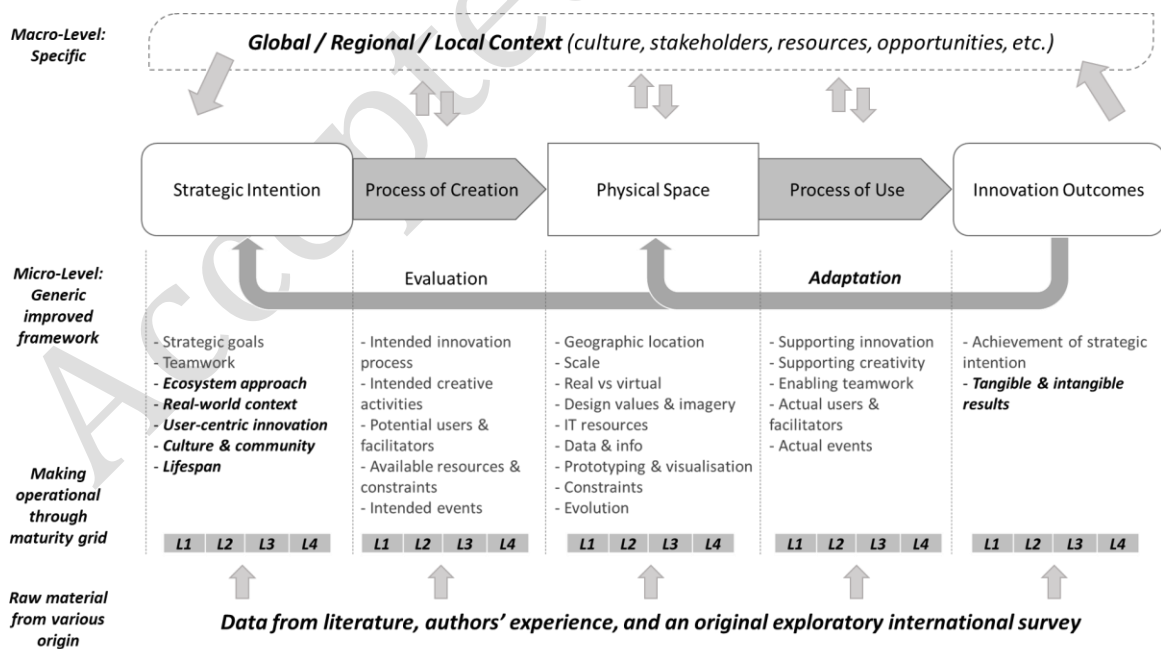 Macro-Level:
Specific
Global / Regional / Local Context (culture, stakeholders, resources, opportunities, etc.)
Strategic Intention
Process of Creation
Physical Space
Process of Use
Innovation Outcomes
Micro-Level:
Generic
improved
framework
Evaluation
Adaptation
- Strategic goals
- Teamwork
- Ecosystem approach
- Real-world context
- User-centric innovation
- Culture & community
- Lifespan
- Intended innovation
process
- Intended creative
activities
- Potential users &
facilitators
- Available resources &
constraints
- Intended events
- Geographic location
- Scale
- Real vs virtual
- Design values & imagery
- IT resources
- Data & info
- Prototyping & visualisation
- Constraints
- Evolution
- Supporting innovation
- Supporting creativity
- Enabling teamwork
- Actual users &
facilitators
- Actual events
- Achievement of strategic
intention
- Tangible & intangible
results
Making
operational
through
maturity grid
L1 L2 L3 L4
L1 L2 L3 L4
L1 L2 L3 L4
L1 L2 L3 L4
L1 L2 L3 L4
Raw material
from various
origin
Data from literature, authors' experience, and an original exploratory international survey
Accepte